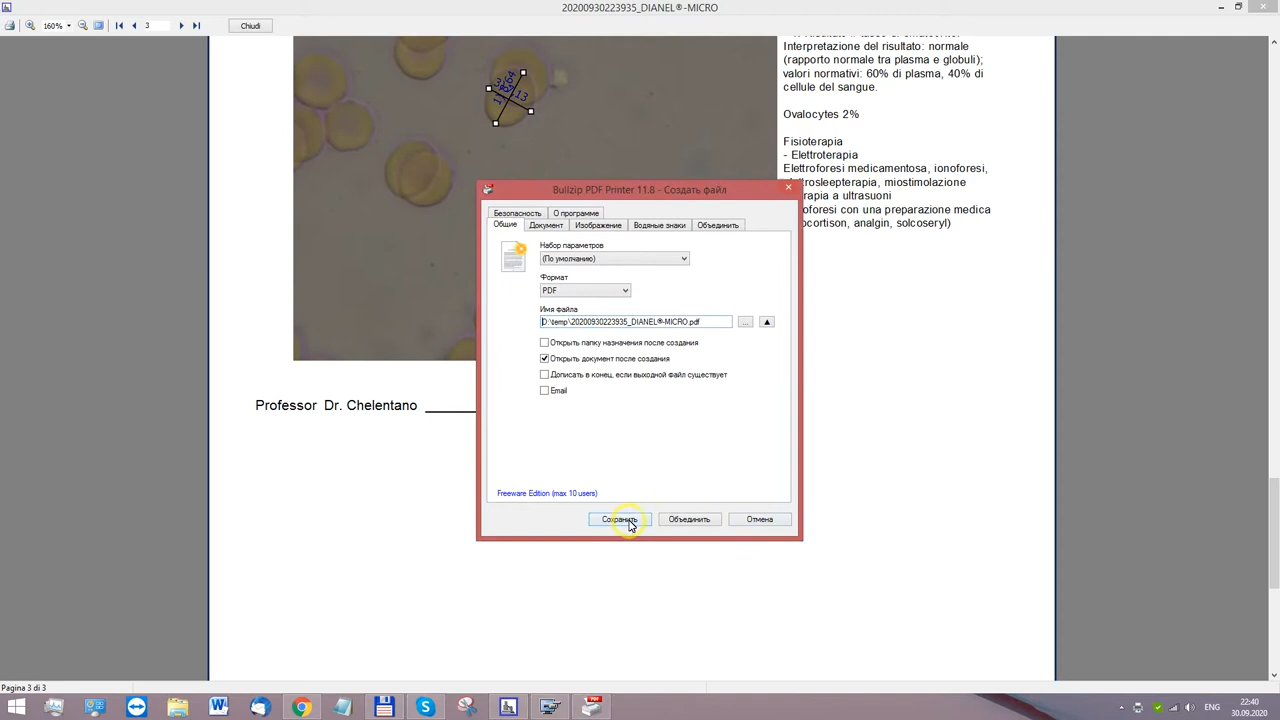 20200930223935_DIANEL®-MICRO
160%
3
Chiudi
Interpretazione del risultato: normale
(rapporto normale tra plasma e globuli);
valori normativi: 60% di plasma, 40% di
cellule del sangue.
Ovalocytes 2%
Fisioterapia
- Elettroterapia
Elettroforesi medicamentosa, ionoforesi,
miostimolazione
a ultrasuoni
con una preparazione medica
analgin, solcoseryl)
Professor Dr. Chelentano
Bullzip PDF Printer 11.8 - Создать файл
Безопасность
О программе
Общие
Документ
Изображение
Водяные знаки
Объединить
Набор параметров
(По умолчанию)
Формат
PDF
Имя файла
D:\temp\20200930223935_DIANEL®-MICRO.pdf
...
Открыть папку назначения после создания
Открыть документ после создания
Дописать в конец, если выходной файл существует
Email
Freeware Edition (max 10 users)
Сохранить
Объединить
Отмена
Pagina 3 di 3
ENG
22:40
30.09.2020